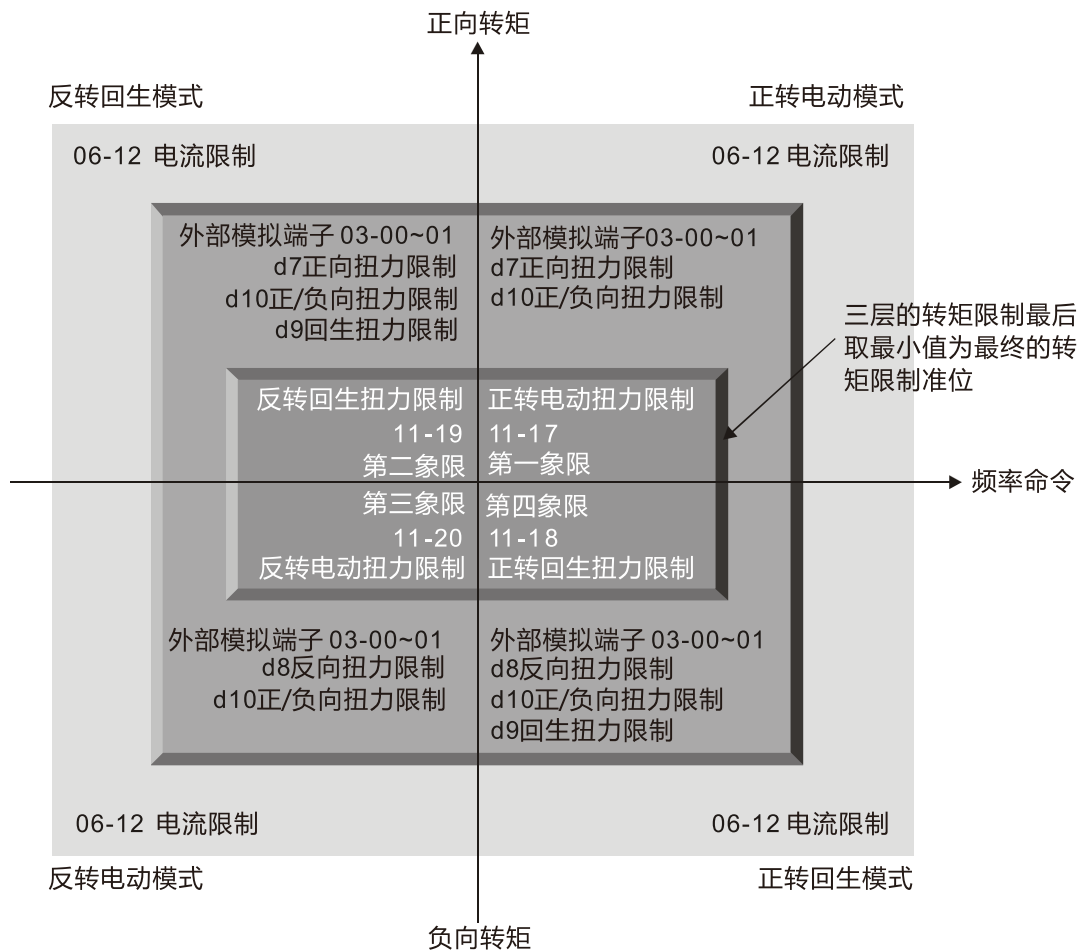 正向转矩
反转回生模式
正转电动模式
06-12 电流限制
06-12 电流限制
外部模拟端子 03-00~01
d7正向扭力限制
d10正/负向扭力限制
d9回生扭力限制
外部模拟端子03-00~01
d7正向扭力限制
d10正/负向扭力限制
三层的转矩限制最后
取最小值为最终的转
矩限制准位
反转回生扭力限制
11-19
第二象限
正转电动扭力限制
11-17
第一象限
频率命令
第三象限
11-20
反转电动扭力限制
第四象限
11-18
正转回生扭力限制
外部模拟端子 03-00~01
d8反向扭力限制
d10正/负向扭力限制
外部模拟端子 03-00~01
d8反向扭力限制
d10正/负向扭力限制
d9回生扭力限制
06-12 电流限制
06-12 电流限制
反转电动模式
正转回生模式
负向转矩